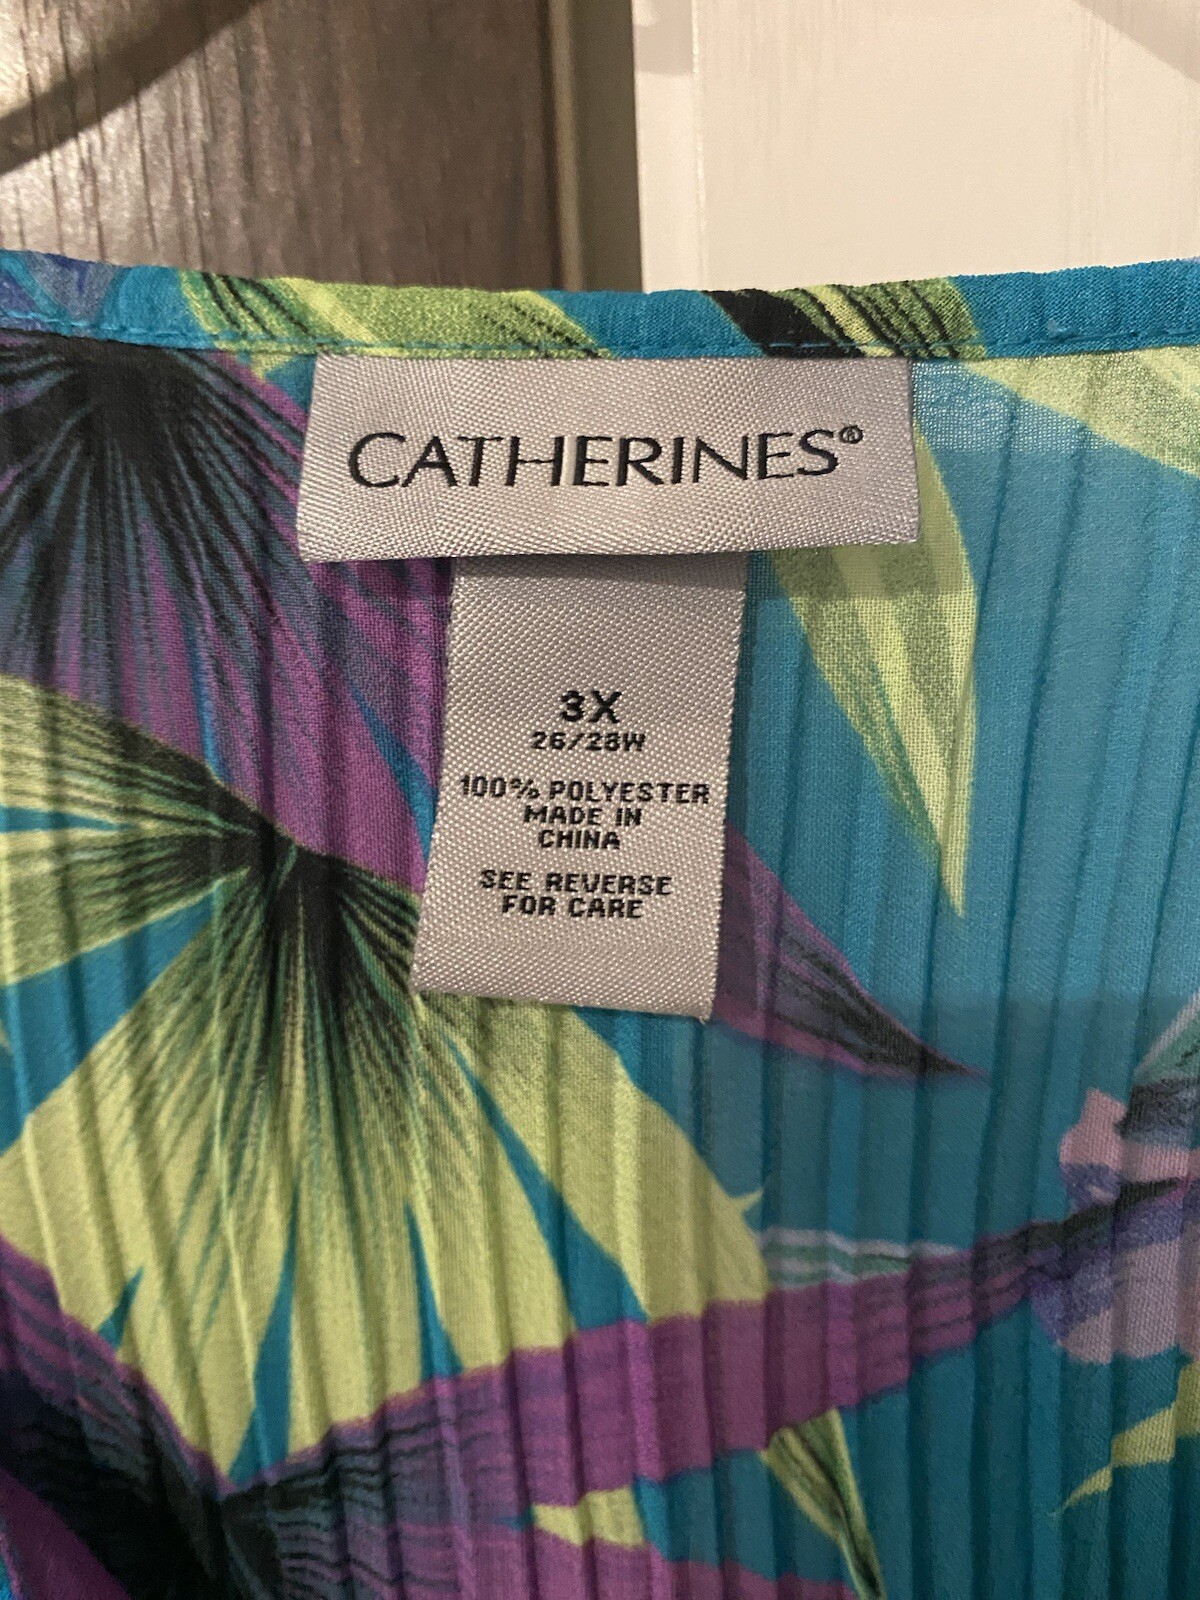 CATHERINES®
3X
26/28W
100% POLYESTER
MADE IN
CHINA
SEE REVERSE
FOR CARE